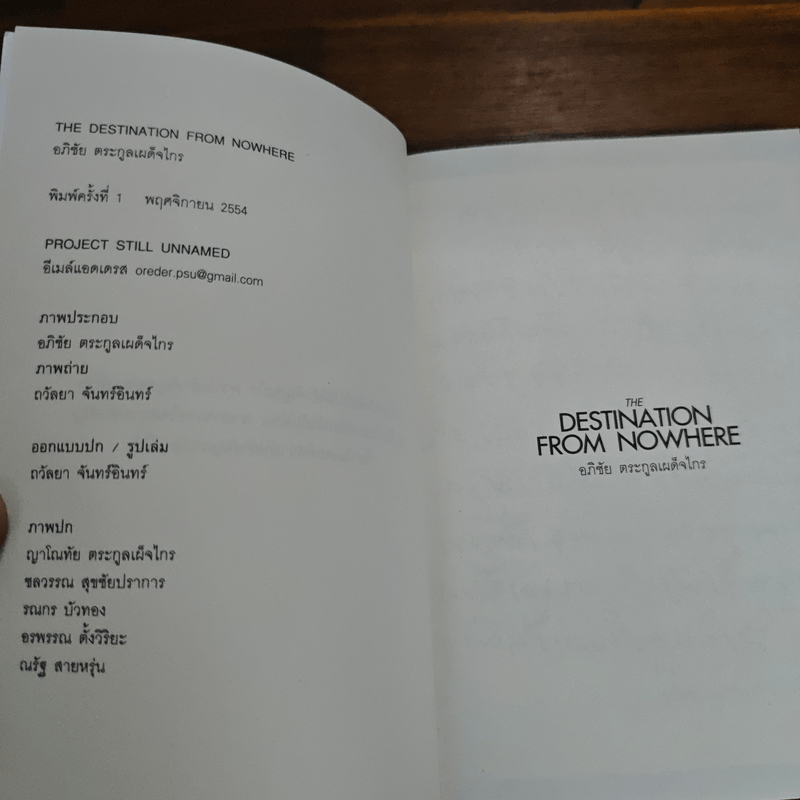 THE DESTINATION FROM NOWHERE
อภิชัย ตระกูลเผด็จไกร
พิมพ์ครั้งที่ 1 พฤศจิกายน 2554
PROJECT STILL UNNAMED
อีเมล์แอดเดรส oreder.psu@gmail.com
ภาพประกอบ
อภิชัย ตระกูลเผด็จไกร
ภาพถ่าย
ถวัลยา จันทร์อินทร์
ออกแบบปก / รูปเล่ม
ถวัลยา จันทร์อินทร์
ภาพปก
ญาโณทัย ตระกูลเผ็จไกร
ชลวรรณ สุขชัยปราการ
รณกร บัวทอง
อรพรรณ ตั้งวิริยะ
ณรัฐ สายหรุ่น
THE
DESTINATION
FROM NOWHERE
อภิชัย ตระกูลเผด็จไกร